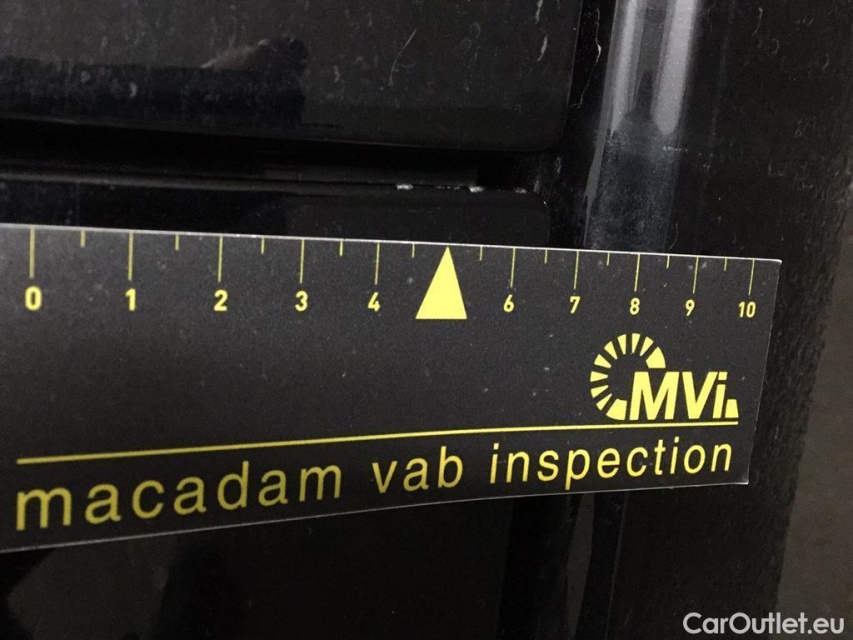 0 1 2 3 4 6 7 8 9 10
MVi
macadam vab inspection
CarOutlet.eu